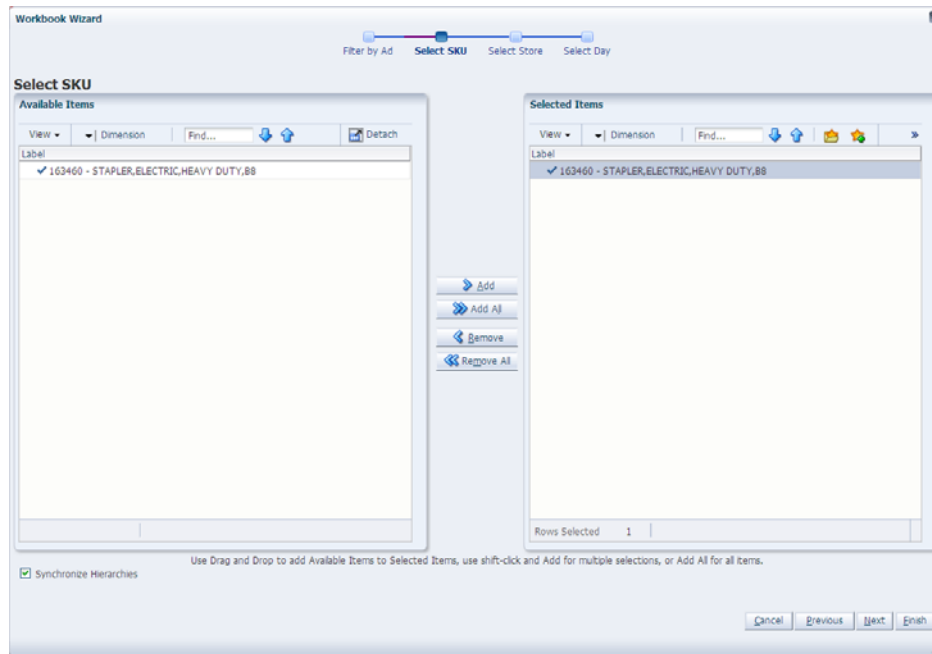 Workbook Wizard
Filter by Ad Select SKU Select Store Select Day
Select SKU
Available Items
View Dimension Find... Detach
Label
163460 - STAPLER,ELECTRIC,HEAVY DUTY,BB
Selected Items
View Dimension Find... »
Label
163460 - STAPLER,ELECTRIC,HEAVY DUTY,BB
Rows Selected 1
Add
Add All
Remove
Remove All
Use Drag and Drop to add Available Items to Selected Items, use shift-click and Add for multiple selections, or Add All for all items.
Synchronize Hierarchies
Cancel Previous Next Finish